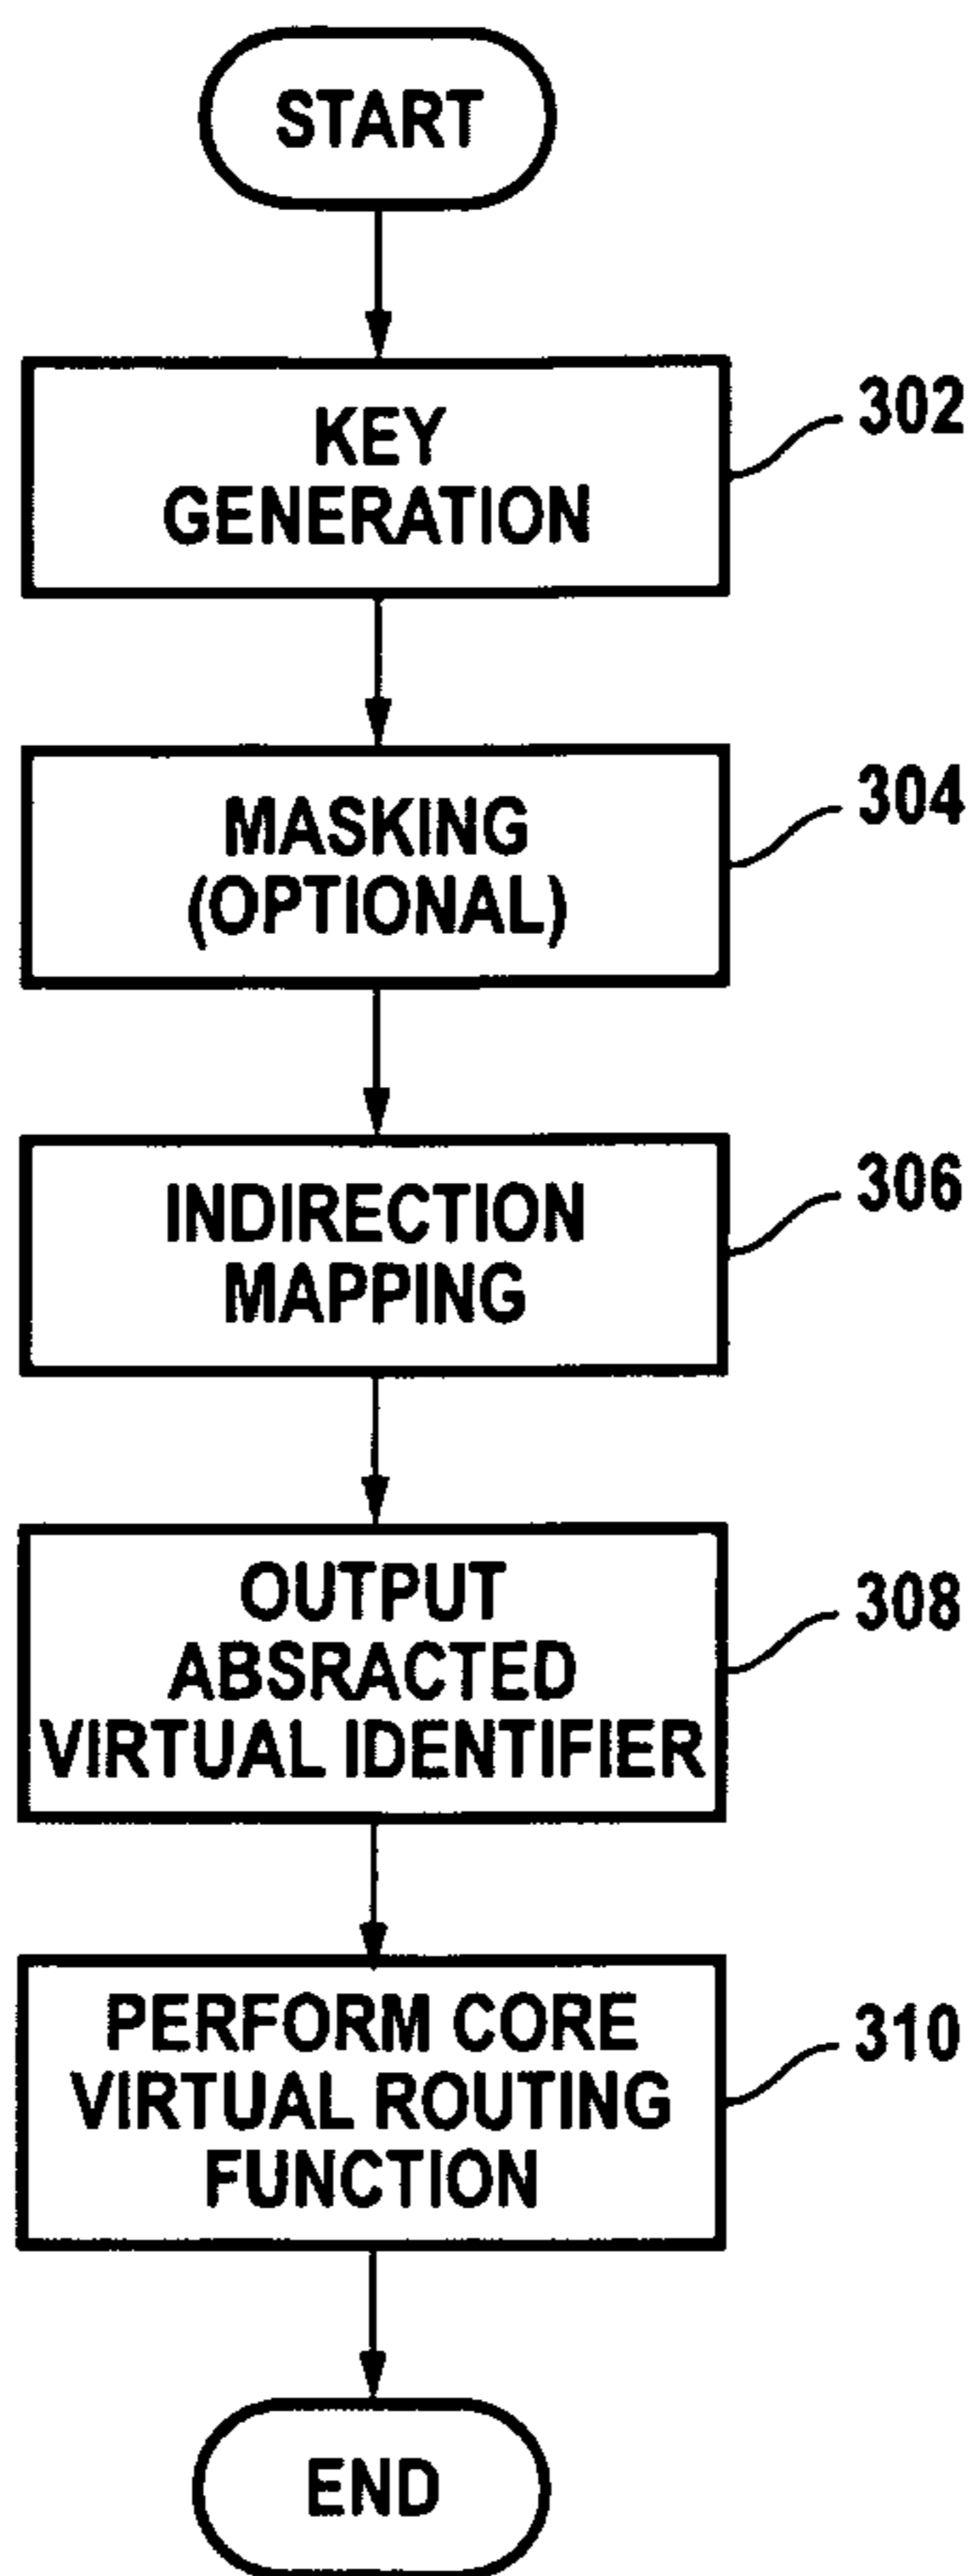 START
KEY
GENERATION
302
MASKING
(OPTIONAL)
304
INDIRECTION
MAPPING
306
OUTPUT
ABSRACTED
VIRTUAL IDENTIFIER
308
PERFORM CORE
VIRTUAL ROUTING
FUNCTION
310
END